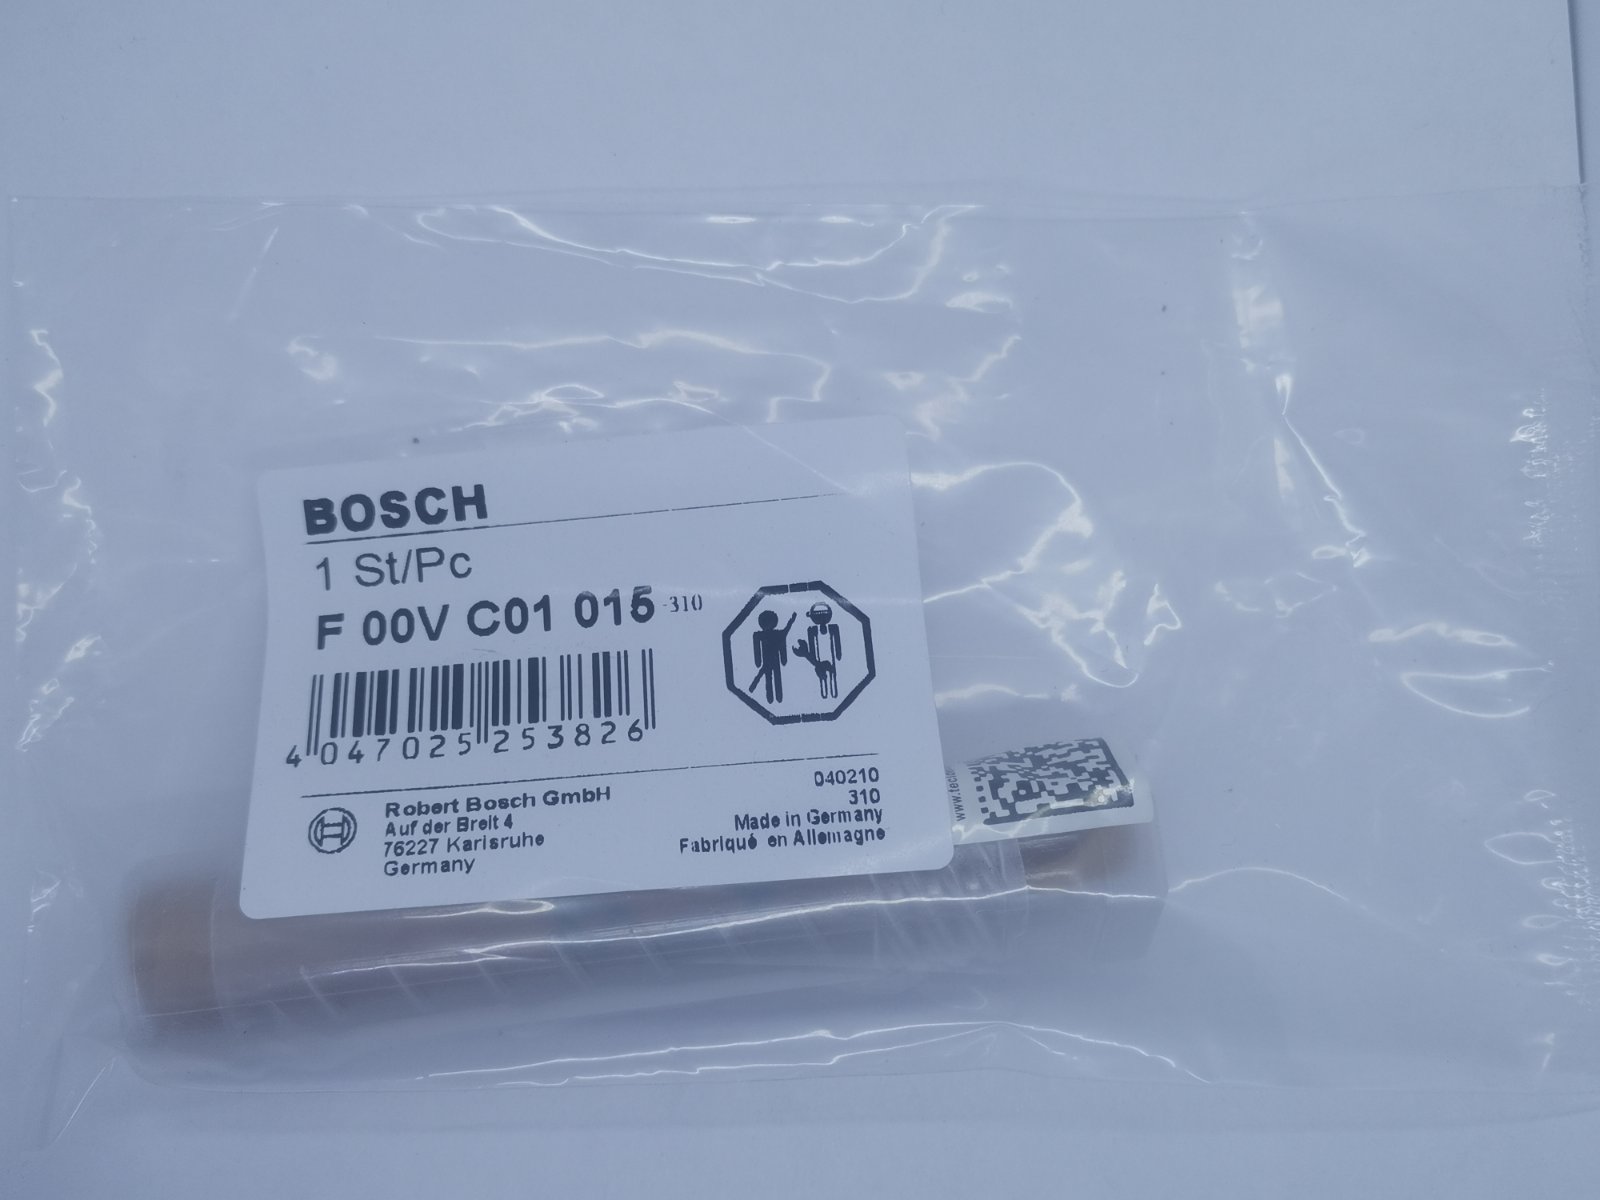 BOSCH
1 St/Pc
F 00V C01 015 -310
4 047025 253826
Robert Bosch GmbH
Auf der Breit 4
76227 Karlsruhe
Germany
040210
310
Made in Germany
Fabriqué en Allemagne